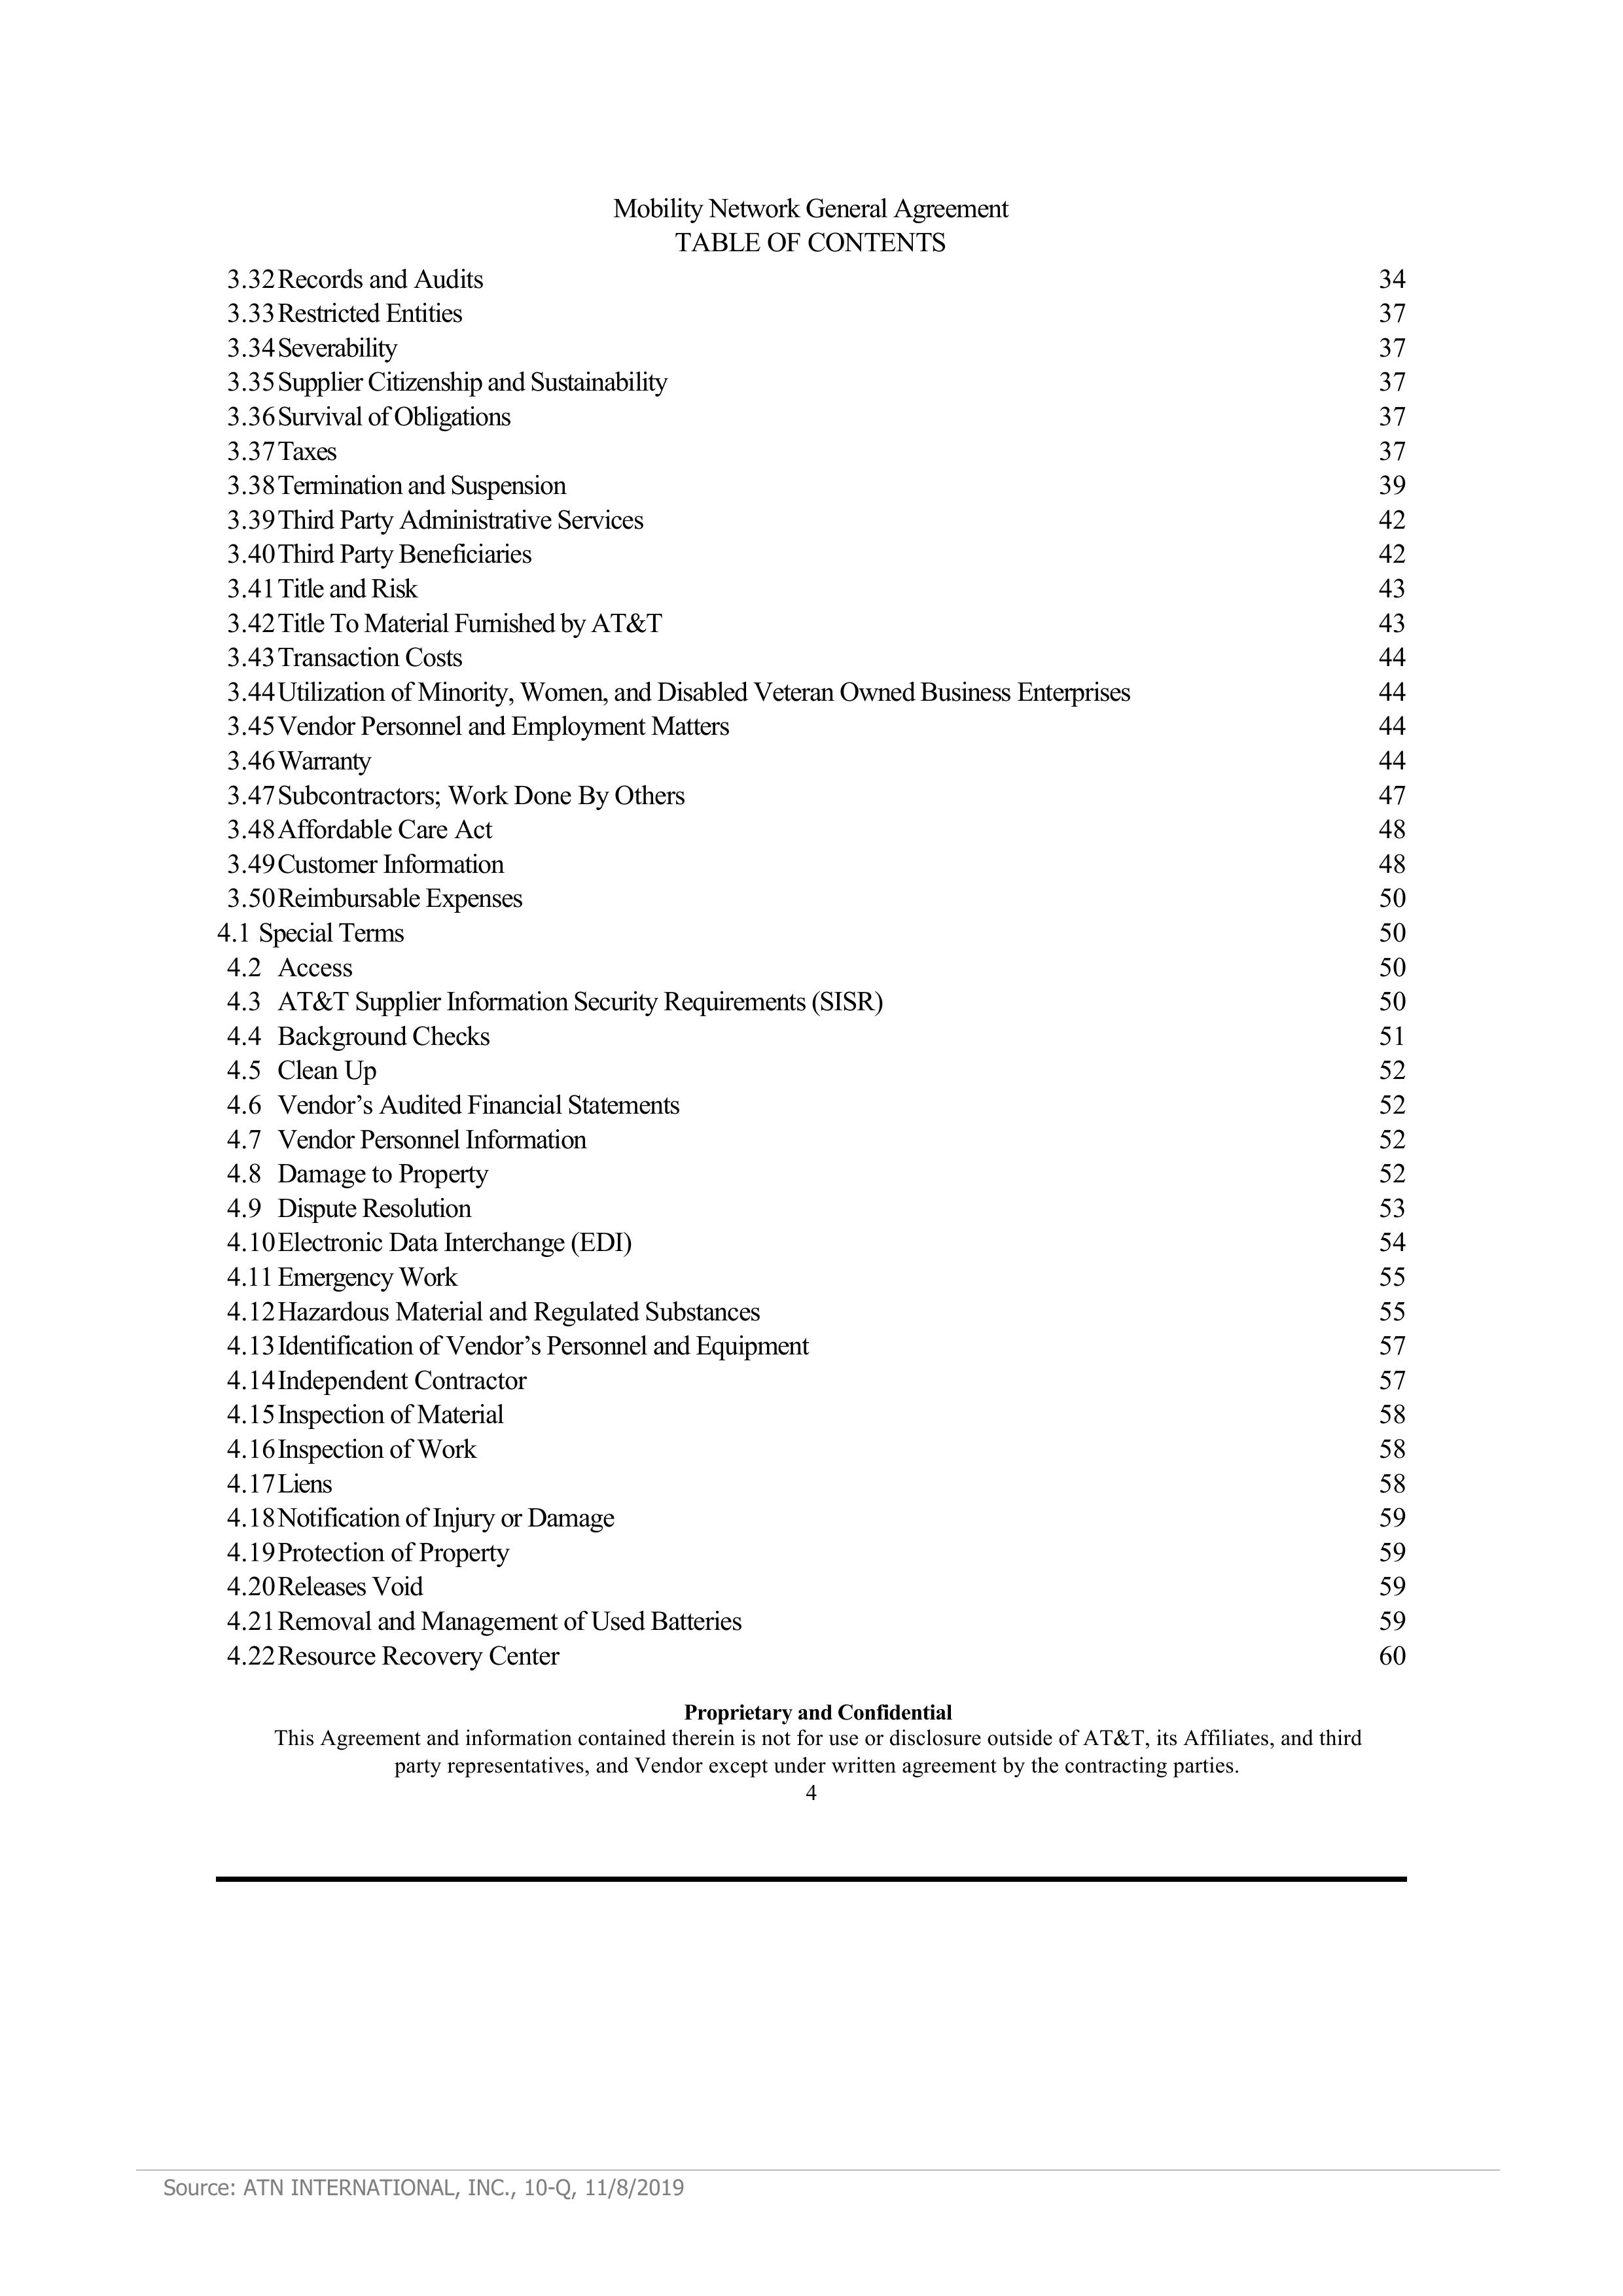 Mobility Network General Agreement
TABLE OF CONTENTS
3.32 Records and Audits 34
3.33 Restricted Entities 37
3.34 Severability 37
3.35 Supplier Citizenship and Sustainability 37
3.36 Survival of Obligations 37
3.37 Taxes 37
3.38 Termination and Suspension 39
3.39 Third Party Administrative Services 42
3.40 Third Party Beneficiaries 42
3.41 Title and Risk 43
3.42 Title To Material Furnished by AT&T 43
3.43 Transaction Costs 44
3.44 Utilization of Minority, Women, and Disabled Veteran Owned Business Enterprises 44
3.45 Vendor Personnel and Employment Matters 44
3.46 Warranty 44
3.47 Subcontractors; Work Done By Others 47
3.48 Affordable Care Act 48
3.49 Customer Information 48
3.50 Reimbursable Expenses 50
4.1 Special Terms 50
4.2 Access 50
4.3 AT&T Supplier Information Security Requirements (SISR) 50
4.4 Background Checks 51
4.5 Clean Up 52
4.6 Vendor’s Audited Financial Statements 52
4.7 Vendor Personnel Information 52
4.8 Damage to Property 52
4.9 Dispute Resolution 53
4.10 Electronic Data Interchange (EDI) 54
4.11 Emergency Work 55
4.12 Hazardous Material and Regulated Substances 55
4.13 Identification of Vendor’s Personnel and Equipment 57
4.14 Independent Contractor 57
4.15 Inspection of Material 58
4.16 Inspection of Work 58
4.17 Liens 58
4.18 Notification of Injury or Damage 59
4.19 Protection of Property 59
4.20 Releases Void 59
4.21 Removal and Management of Used Batteries 59
4.22 Resource Recovery Center 60
Proprietary and Confidential
This Agreement and information contained therein is not for use or disclosure outside of AT&T, its Affiliates, and third
party representatives, and Vendor except under written agreement by the contracting parties.
4
Source: ATN INTERNATIONAL, INC., 10-Q, 11/8/2019